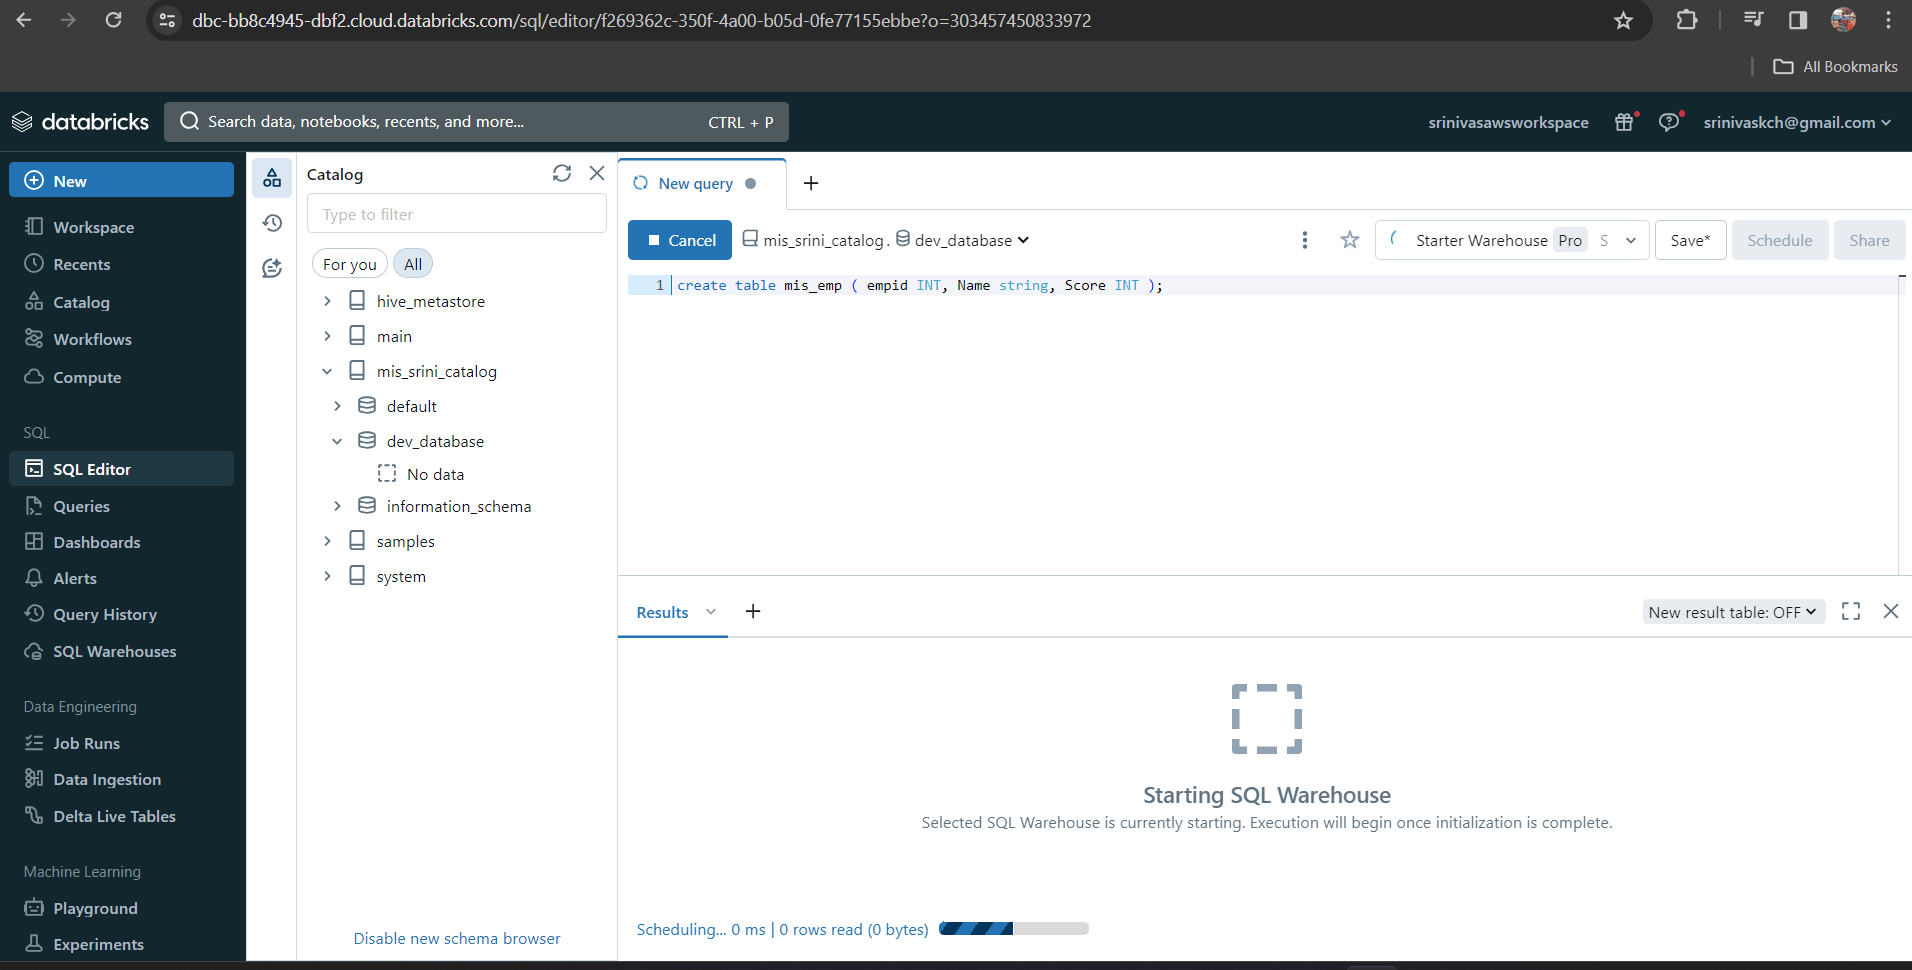 dbc-bb8c4945-dbf2.cloud.databricks.com/sql/editor/f269362c-350f-4a00-b05d-0fe77155ebbe?o=303457450833972
All Bookmarks
databricks
Search data, notebooks, recents, and more...
CTRL + P
srinivasawsworkspace
srinivaskch@gmail.com
New
Workspace
Recents
Catalog
Workflows
Compute
SQL
SQL Editor
Queries
Dashboards
Alerts
Query History
SQL Warehouses
Data Engineering
Job Runs
Data Ingestion
Delta Live Tables
Machine Learning
Playground
Experiments
Catalog
Type to filter
For you
All
hive_metastore
main
mis_srini_catalog
default
dev_database
No data
information_schema
samples
system
Disable new schema browser
New query
Cancel
mis_srini_catalog . dev_database
Starter Warehouse Pro S
Save*
Schedule
Share
1 create table mis_emp ( empid INT, Name string, Score INT );
Results
New result table: OFF
Starting SQL Warehouse
Selected SQL Warehouse is currently starting. Execution will begin once initialization is complete.
Scheduling... 0 ms | 0 rows read (0 bytes)